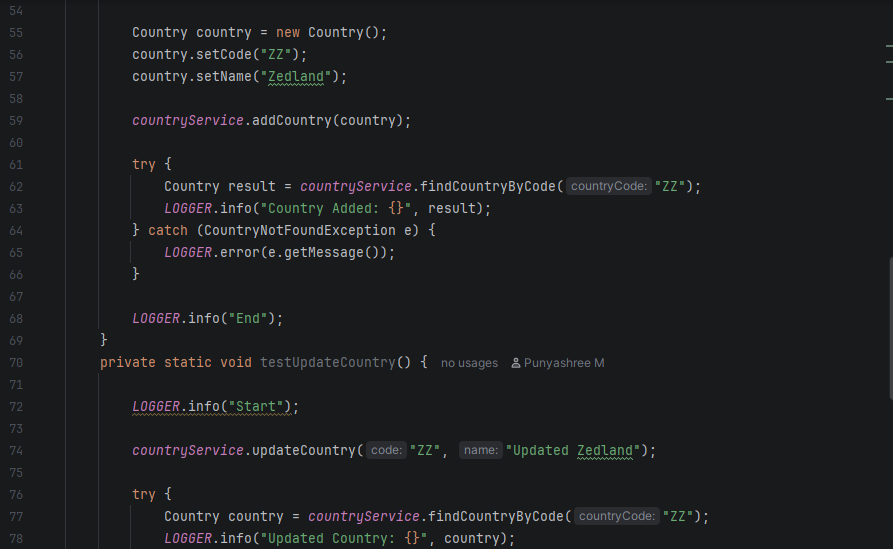 54
55 Country country = new Country();
56 country.setCode("ZZ");
57 country.setName("Zedland");
58
59 countryService.addCountry(country);
60
61 try {
62 Country result = countryService.findCountryByCode( countryCode: "ZZ");
63 LOGGER.info("Country Added: {}", result);
64 } catch (CountryNotFoundException e) {
65 LOGGER.error(e.getMessage());
66 }
67
68 LOGGER.info("End");
69 }
70 private static void testUpdateCountry() { no usages Punyashree M
71
72 LOGGER.info("Start");
73
74 countryService.updateCountry( code: "ZZ", name: "Updated Zedland");
75
76 try {
77 Country country = countryService.findCountryByCode( countryCode: "ZZ");
78 LOGGER.info("Updated Country: {}", country);